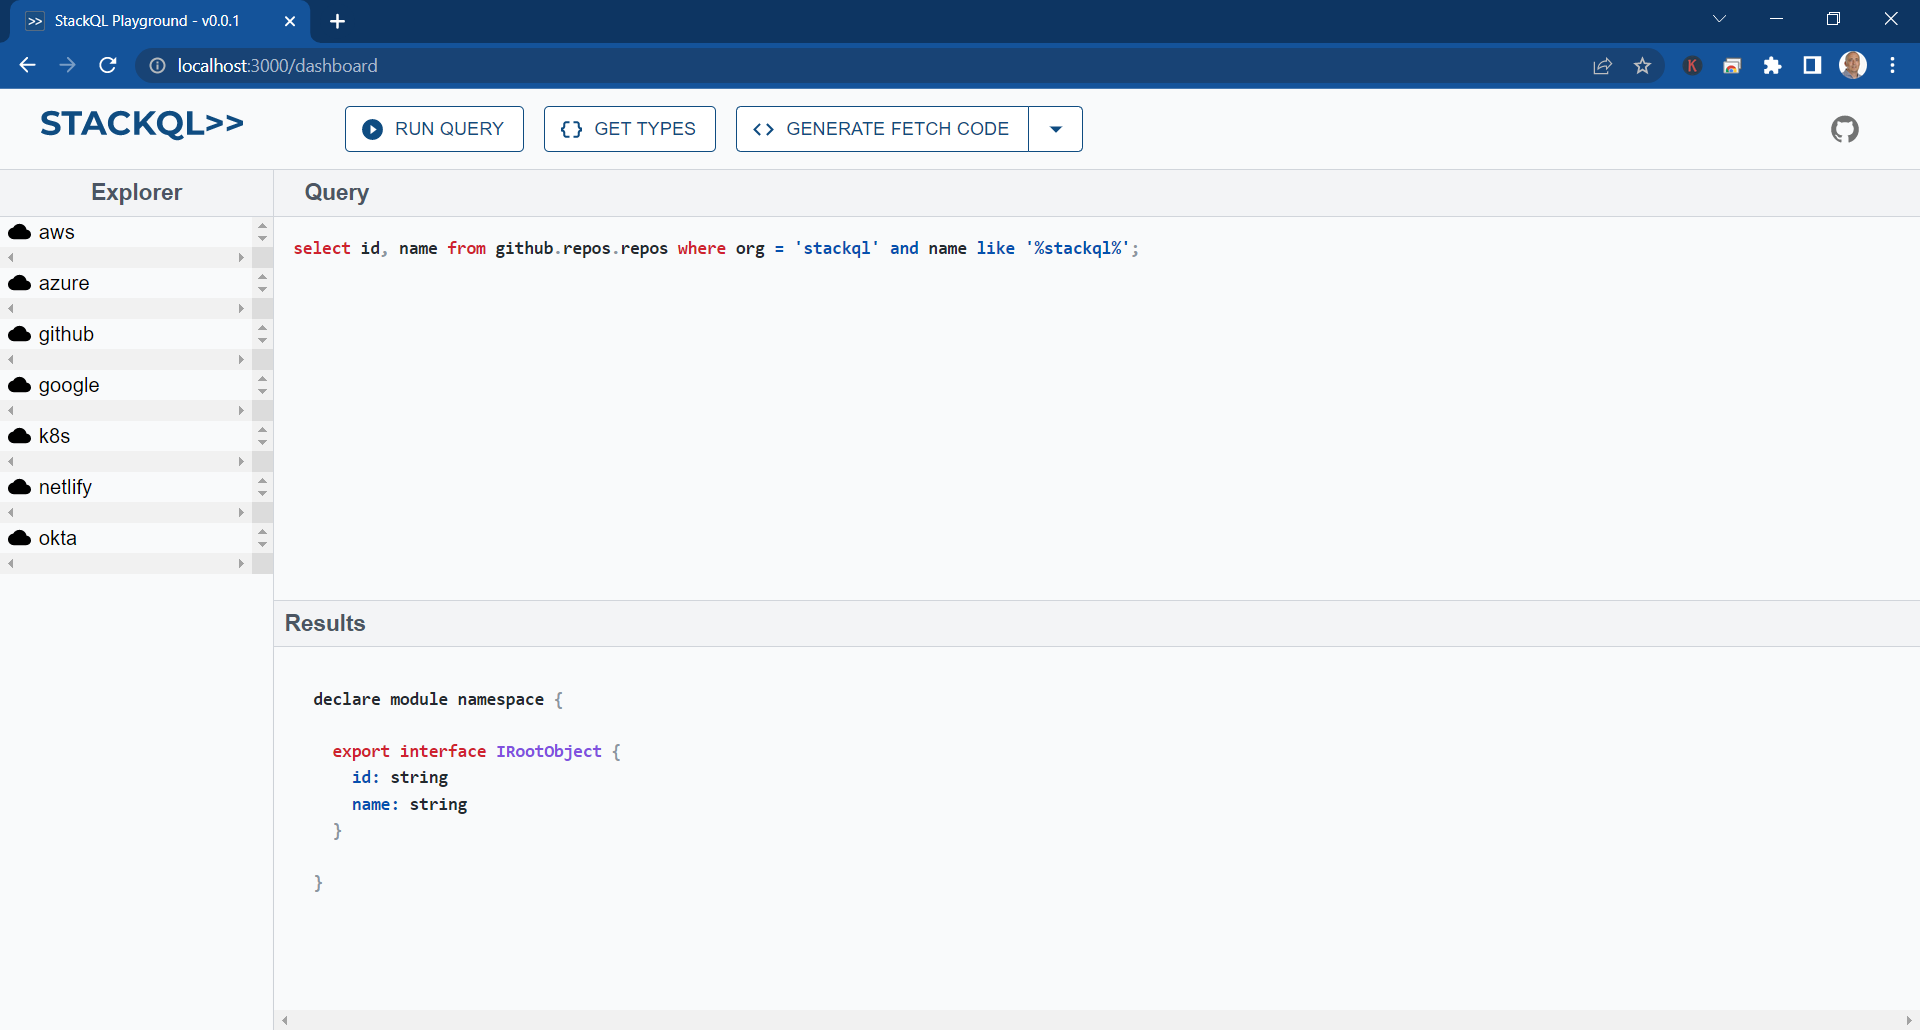 >> StackQL Playground - v0.0.1
localhost:3000/dashboard
K
STACKQL>>
RUN QUERY
{} GET TYPES
<> GENERATE FETCH CODE
Explorer
Query
aws
azure
github
google
k8s
netlify
okta
select id, name from github.repos.repos where org = 'stackql' and name like '%stackql%';
Results
declare module namespace {
export interface IRootObject {
id: string
name: string
}
}